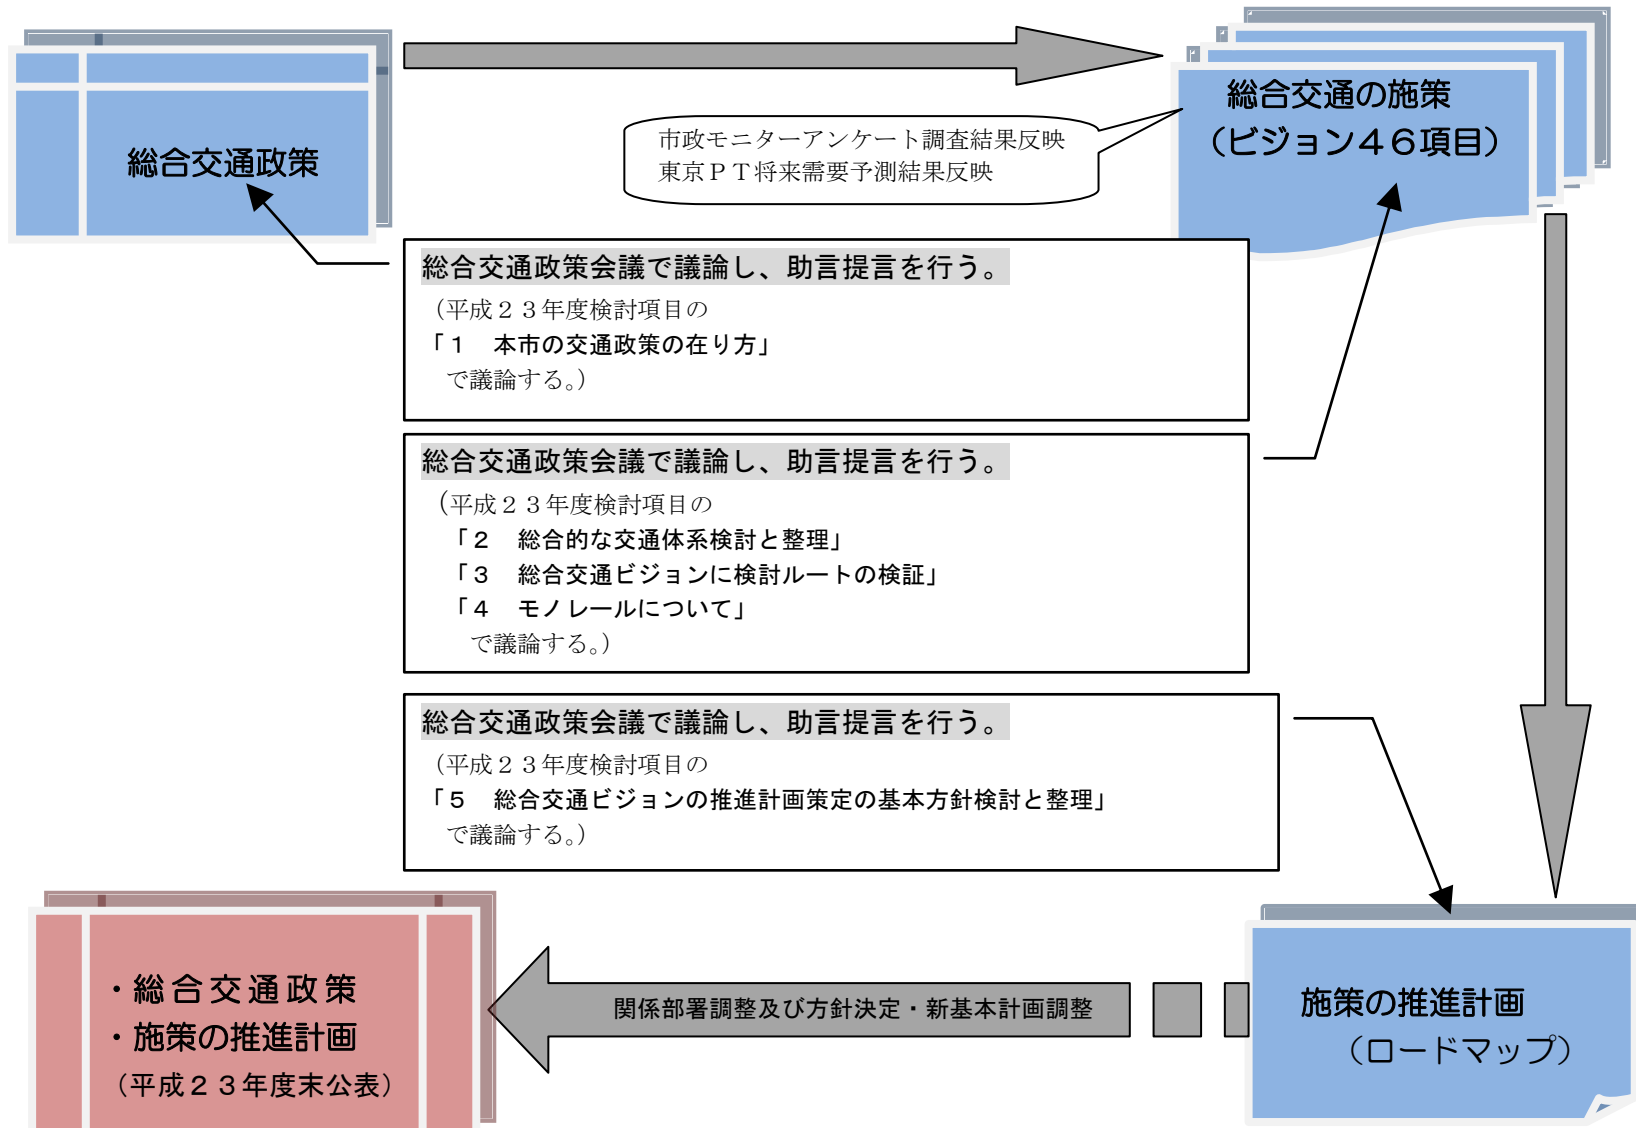 総合交通政策
総合交通の施策
（ビジョン４６項目）
市政モニターアンケート調査結果反映
東京ＰＴ将来需要予測結果反映
総合交通政策会議で議論し、助言提言を行う。
（平成２３年度検討項目の
「１　本市の交通政策の在り方」
で議論する。）
総合交通政策会議で議論し、助言提言を行う。
（平成２３年度検討項目の
「２　総合的な交通体系検討と整理」
「３　総合交通ビジョンに検討ルートの検証」
「４　モノレールについて」
で議論する。）
総合交通政策会議で議論し、助言提言を行う。
（平成２３年度検討項目の
「５　総合交通ビジョンの推進計画策定の基本方針検討と整理」
で議論する。）
・総合交通政策
・施策の推進計画
（平成２３年度末公表）
関係部署調整及び方針決定・新基本計画調整
施策の推進計画
（ロードマップ）